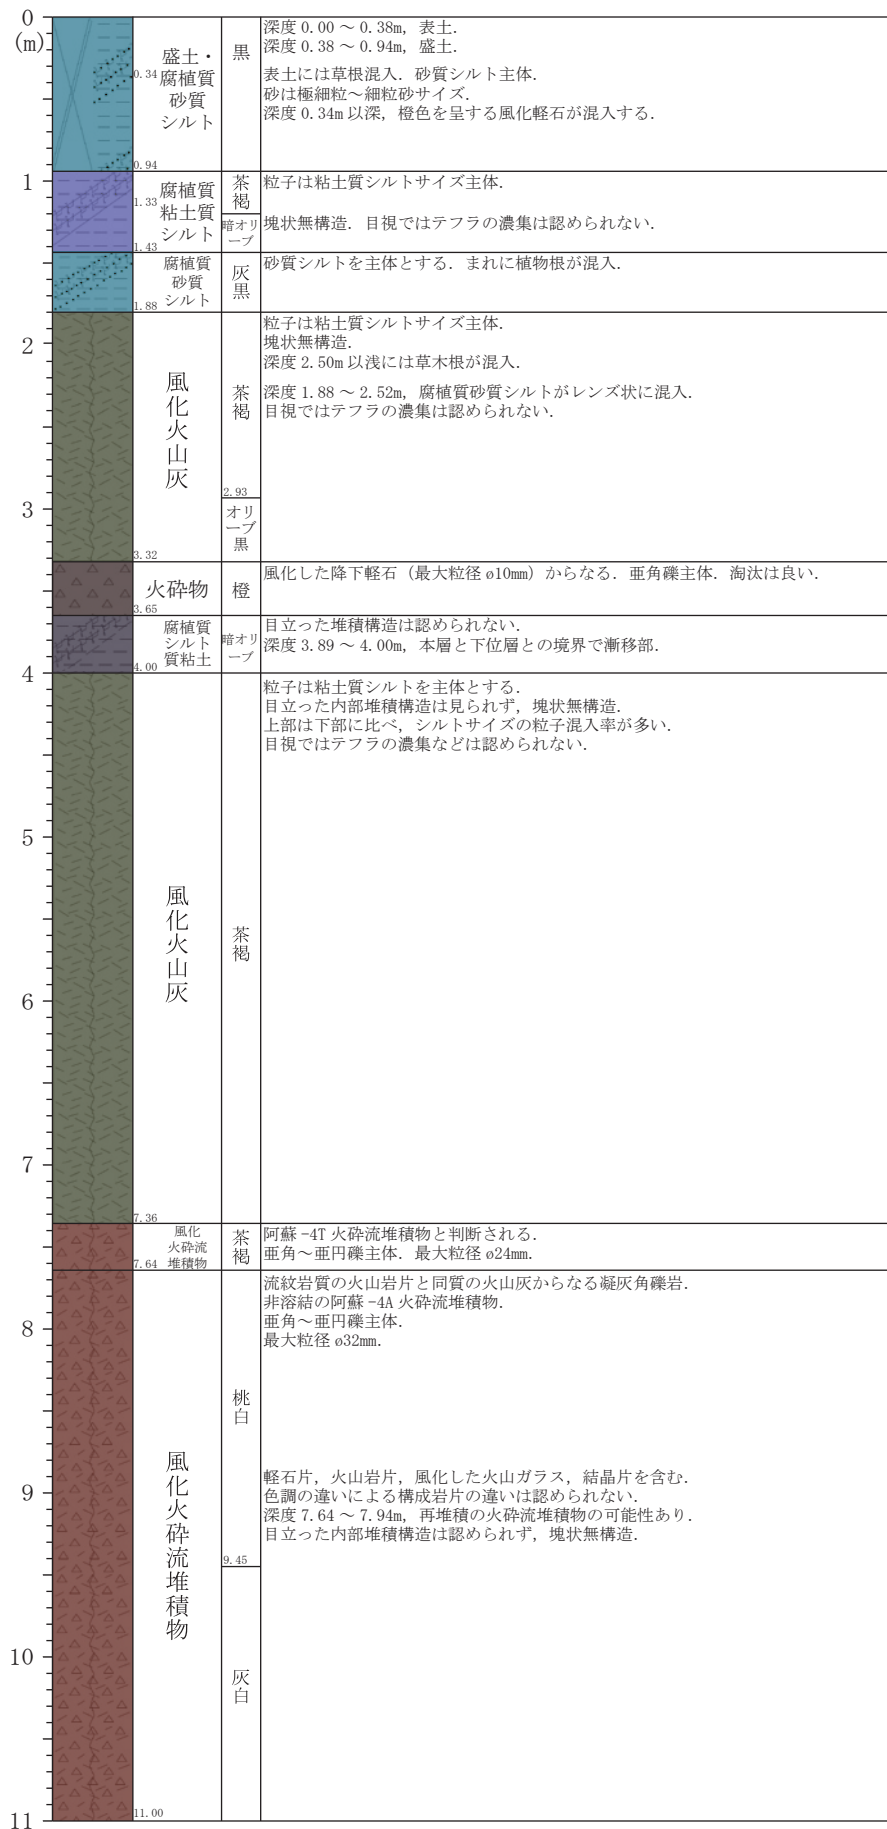 0
(m)
盛土・
腐植質
砂質
シルト
0.34
0.94
黒
深度 0.00 ～ 0.38m, 表土.
深度 0.38 ～ 0.94m, 盛土.
表土には草根混入. 砂質シルト主体.
砂は極細粒～細粒砂サイズ.
深度 0.34m 以深, 橙色を呈する風化軽石が混入する.
1
腐植質
粘土質
シルト
1.33
1.43
茶褐
暗オリーブ
粒子は粘土質シルトサイズ主体.
塊状無構造. 目視ではテフラの濃集は認められない.
腐植質
砂質
シルト
1.88
灰黒
砂質シルトを主体とする. まれに植物根が混入.
2
風化火山灰
茶褐
2.93
オリーブ黒
3.32
粒子は粘土質シルトサイズ主体.
塊状無構造.
深度 2.50m 以浅には草木根が混入.
深度 1.88 ～ 2.52m, 腐植質砂質シルトがレンズ状に混入.
目視ではテフラの濃集は認められない.
3
火砕物
3.65
橙
風化した降下軽石 (最大粒径 ø10mm) からなる. 亜角礫主体. 淘汰は良い.
腐植質
シルト
質粘土
4.00
暗オリーブ
目立った堆積構造は認められない.
深度 3.89 ～ 4.00m, 本層と下位層との境界で漸移部.
4
粒子は粘土質シルトを主体とする.
目立った内部堆積構造は見られず, 塊状無構造.
上部は下部に比べ, シルトサイズの粒子混入率が多い.
目視ではテフラの濃集などは認められない.
5
風化火山灰
茶褐
6
7
7.36
風化
火砕流
堆積物
7.64
茶褐
阿蘇 -4T 火砕流堆積物と判断される.
亜角～亜円礫主体. 最大粒径 ø24mm.
流紋岩質の火山岩片と同質の火山灰からなる凝灰角礫岩.
非溶結の阿蘇 -4A 火砕流堆積物.
亜角～亜円礫主体.
最大粒径 ø32mm.
8
桃白
9
風化火砕流堆積物
軽石片, 火山岩片, 風化した火山ガラス, 結晶片を含む.
色調の違いによる構成岩片の違いは認められない.
深度 7.64 ～ 7.94m, 再堆積の火砕流堆積物の可能性あり.
目立った内部堆積構造は認められず, 塊状無構造.
9.45
10
灰白
11.00
11